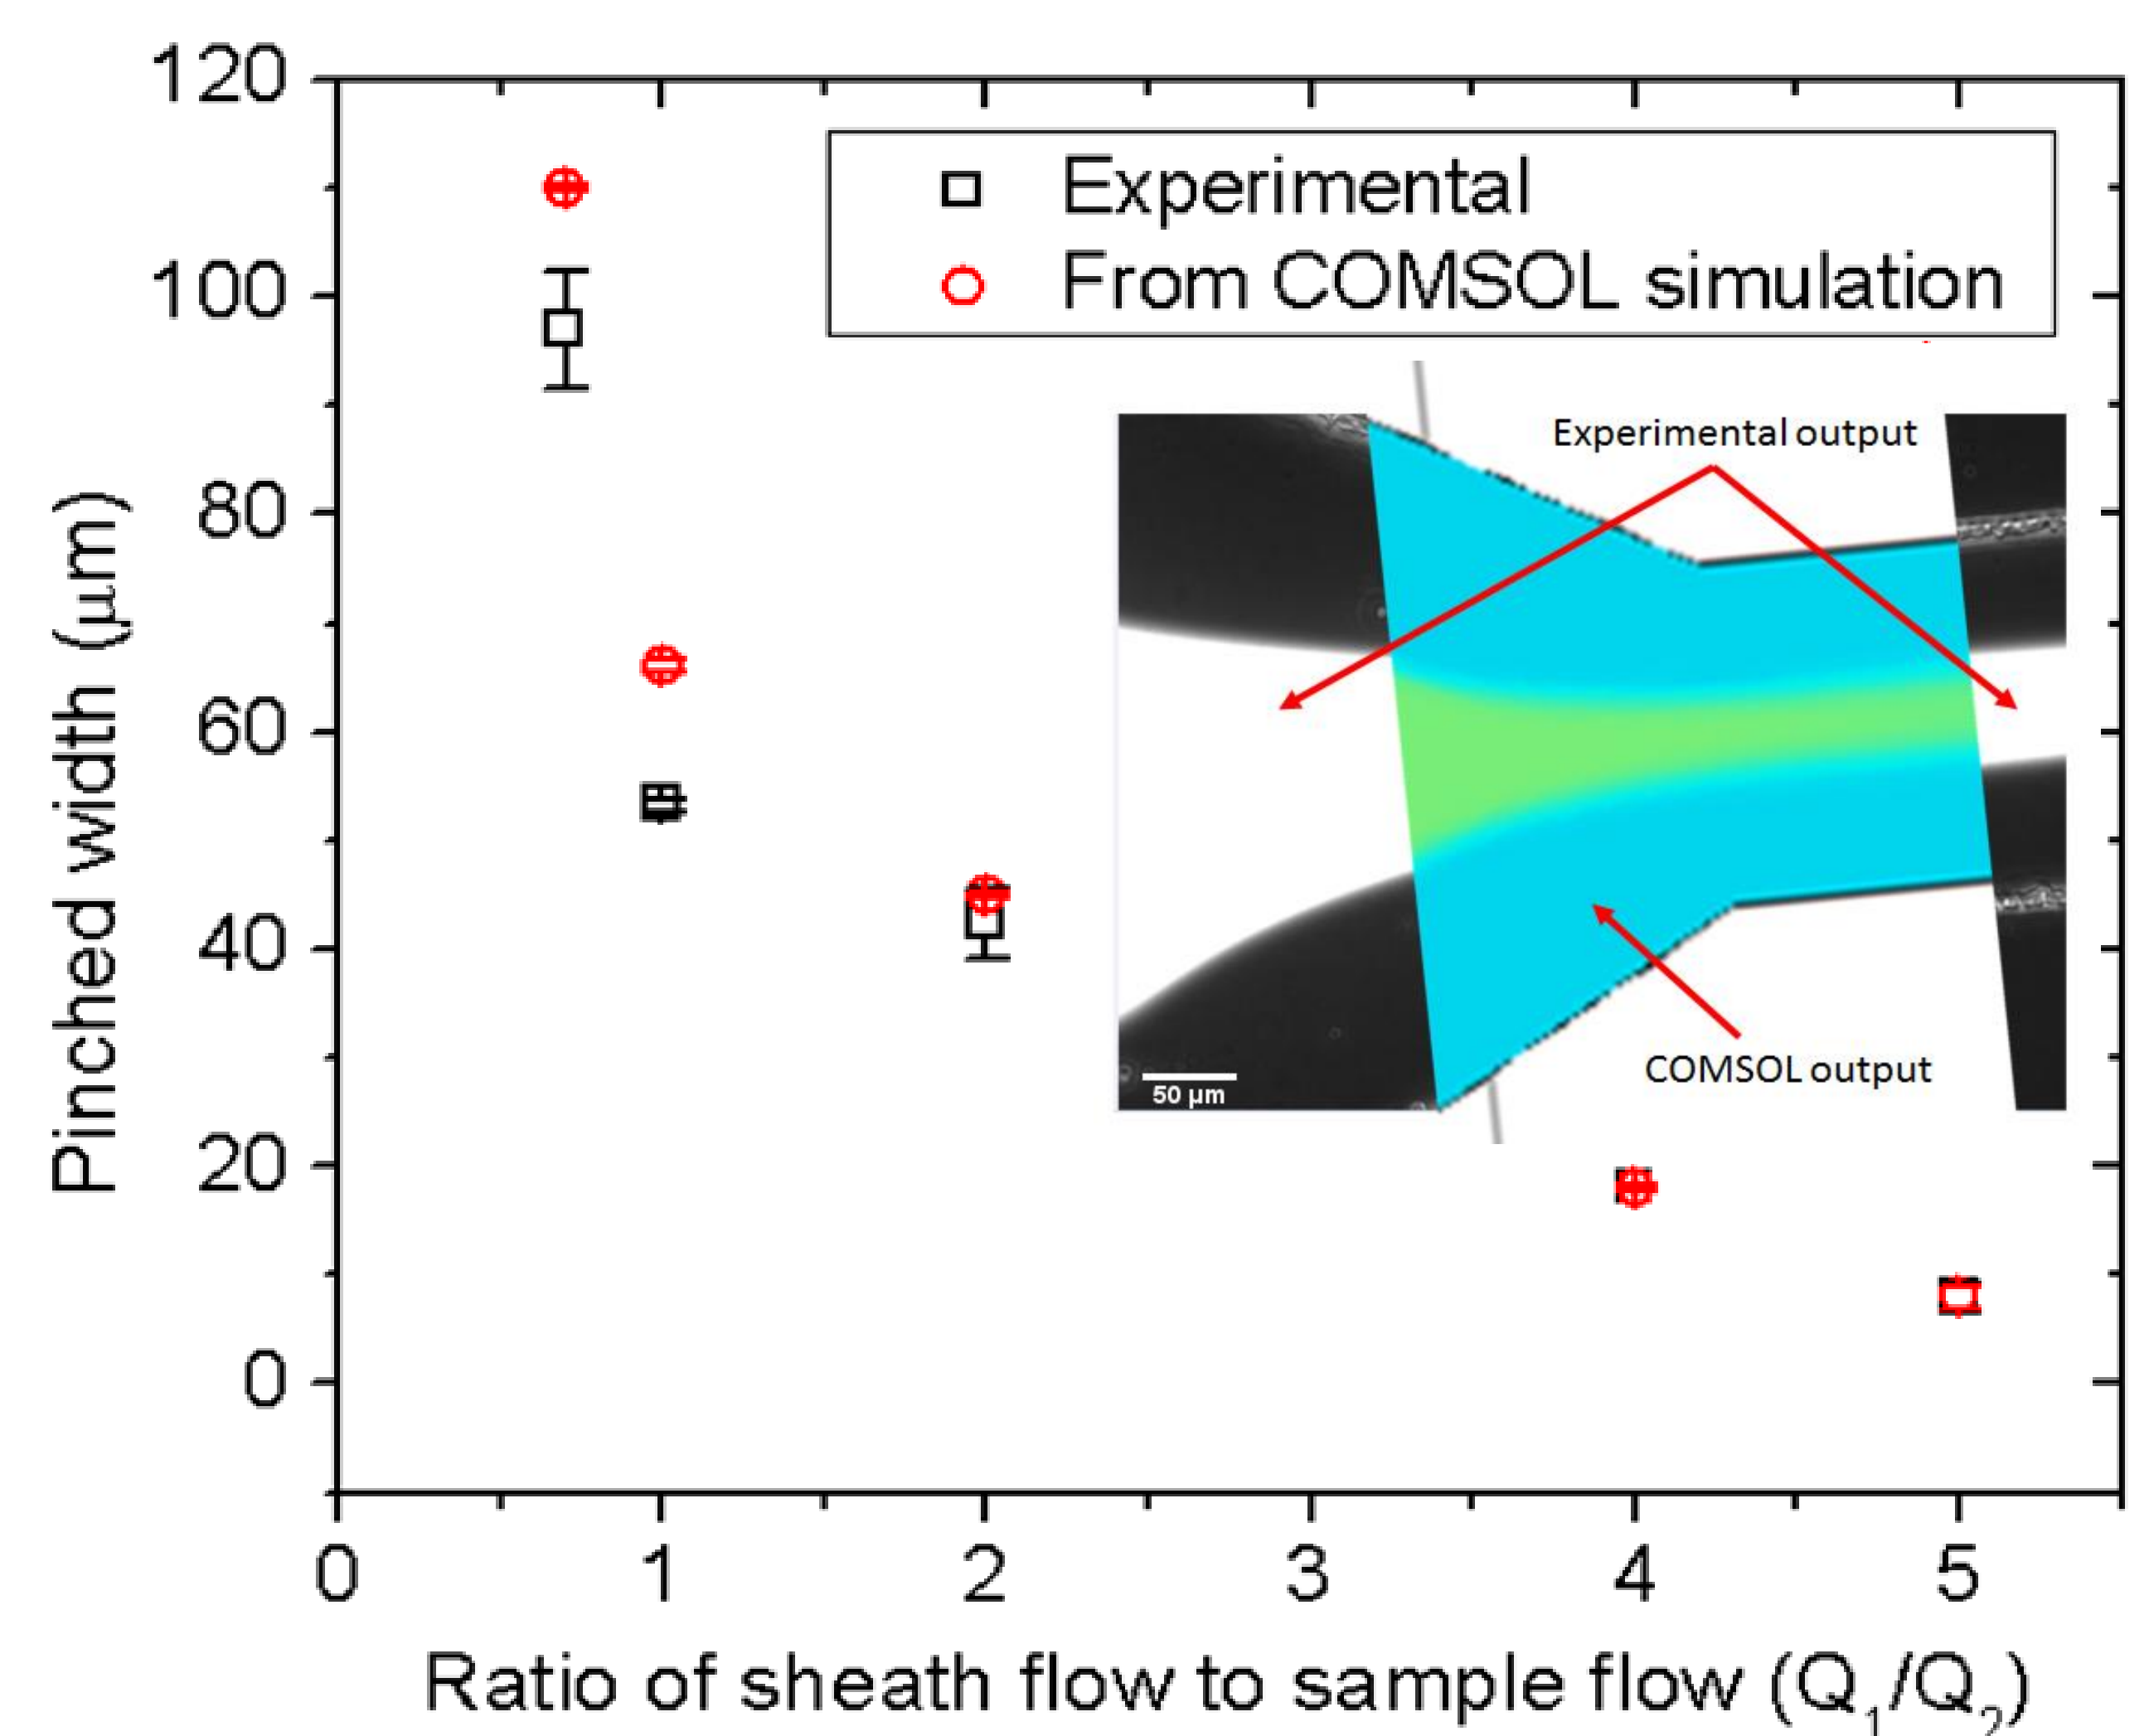 120
100
80
60
40
20
0
Pinched width (μm)
Experimental
From COMSOL simulation
Experimental output
COMSOL output
50 μm
0 1 2 3 4 5
Ratio of sheath flow to sample flow (Q1/Q2)